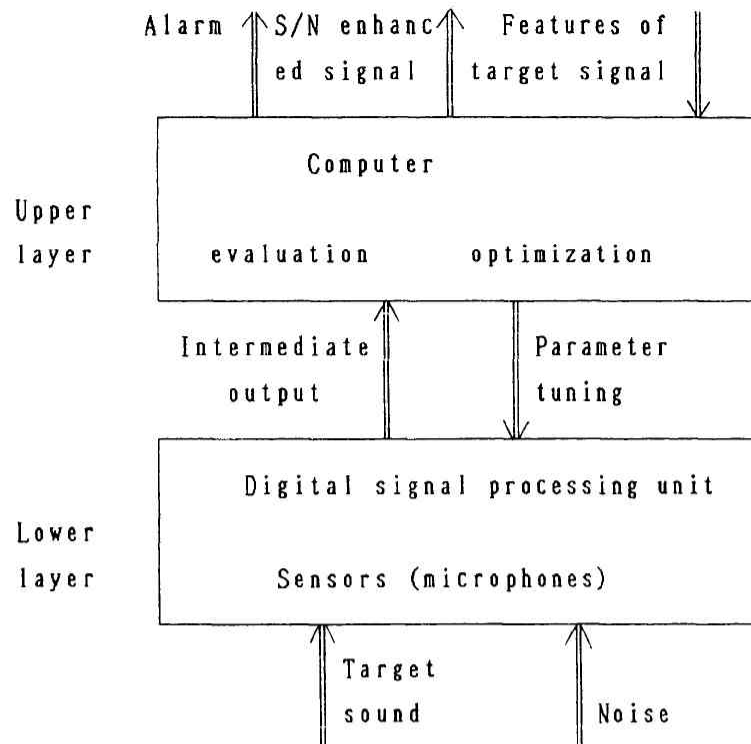 Alarm S/N enhanc Features of
ed signal target signal
Computer
Upper
layer
evaluation optimization
Intermediate Parameter
output tuning
Digital signal processing unit
Lower
layer
Sensors (microphones)
Target
sound
Noise